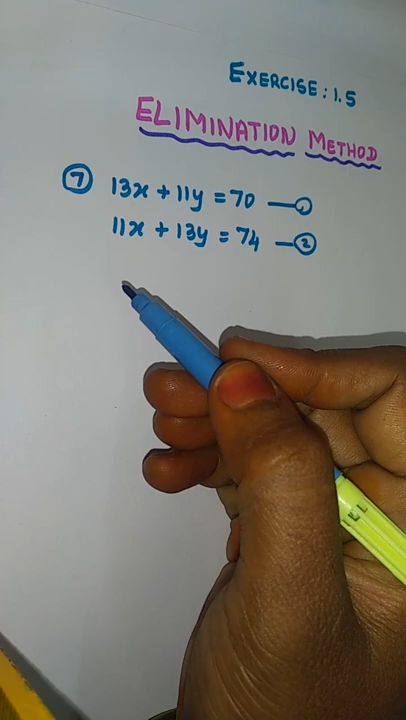 EXERCISE: 1.5
ELIMINATION METHOD
⑦ 13x + 11y = 70 —①
11x + 13y = 74 —②